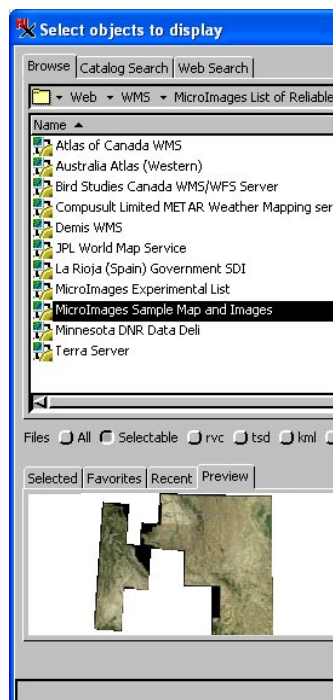 Select objects to display
Browse Catalog Search Web Search
Web WMS MicroImages List of Reliable
Name
Atlas of Canada WMS
Australia Atlas (Western)
Bird Studies Canada WMS/WFS Server
Compusult Limited METAR Weather Mapping ser
Demis WMS
JPL World Map Service
La Rioja (Spain) Government SDI
MicroImages Experimental List
MicroImages Sample Map and Images
Minnesota DNR Data Deli
Terra Server
Files All Selectable rvc tsd kml
Selected Favorites Recent Preview